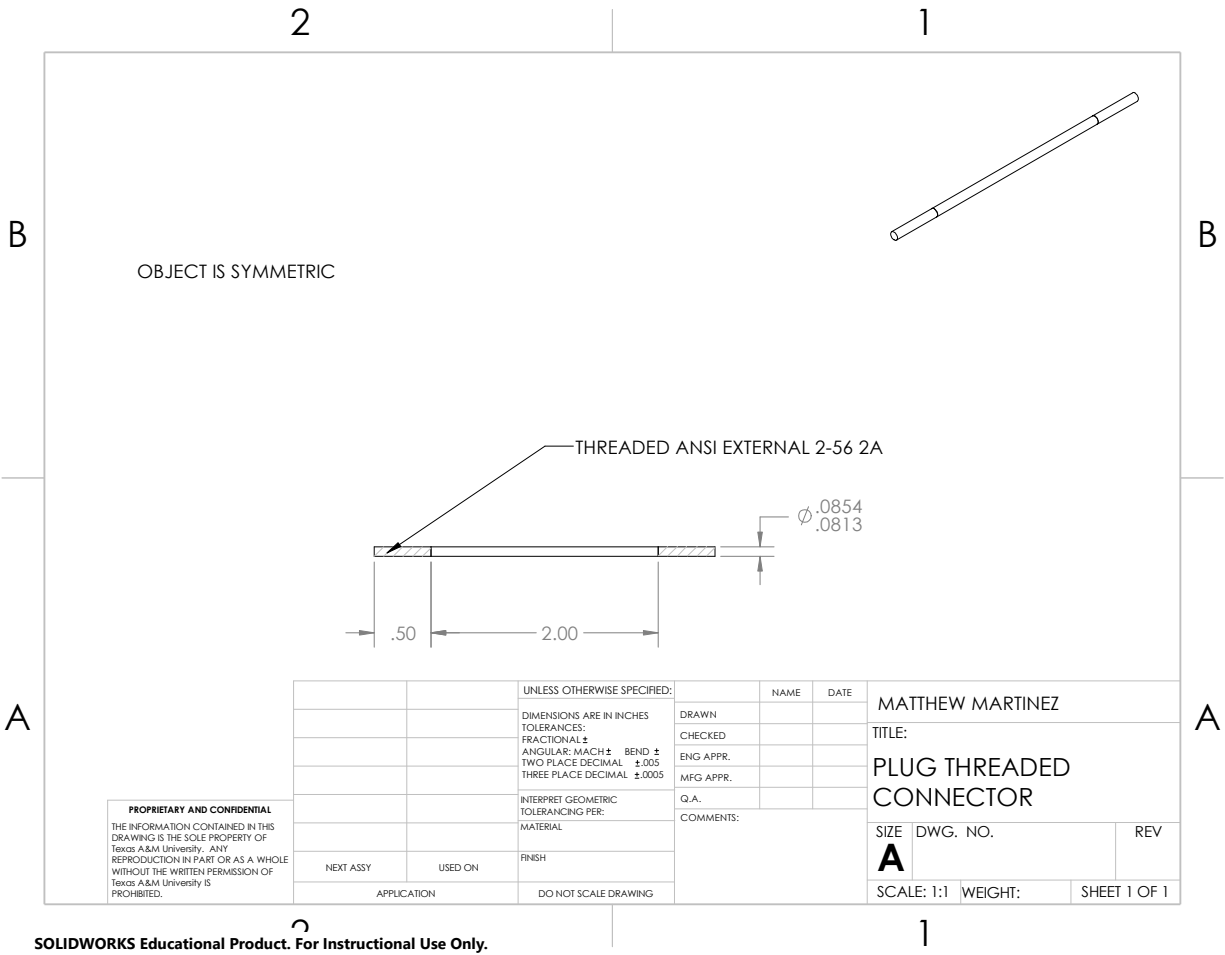 2
1
B
B
OBJECT IS SYMMETRIC
THREADED ANSI EXTERNAL 2-56 2A
⌀ .0854
.0813
.50
2.00
A
A
UNLESS OTHERWISE SPECIFIED:
DIMENSIONS ARE IN INCHES
TOLERANCES:
FRACTIONAL ±
ANGULAR: MACH ± BEND ±
TWO PLACE DECIMAL ±.005
THREE PLACE DECIMAL ±.0005
INTERPRET GEOMETRIC
TOLERANCING PER:
MATERIAL
FINISH
DO NOT SCALE DRAWING
NAME
DATE
DRAWN
CHECKED
ENG APPR.
MFG APPR.
Q.A.
COMMENTS:
MATTHEW MARTINEZ
TITLE:
PLUG THREADED
CONNECTOR
SIZE
A
DWG. NO.
REV
SCALE: 1:1
WEIGHT:
SHEET 1 OF 1
PROPRIETARY AND CONFIDENTIAL
THE INFORMATION CONTAINED IN THIS
DRAWING IS THE SOLE PROPERTY OF
Texas A&M University. ANY
REPRODUCTION IN PART OR AS A WHOLE
WITHOUT THE WRITTEN PERMISSION OF
Texas A&M University IS
PROHIBITED.
NEXT ASSY
USED ON
APPLICATION
2
1
SOLIDWORKS Educational Product. For Instructional Use Only.